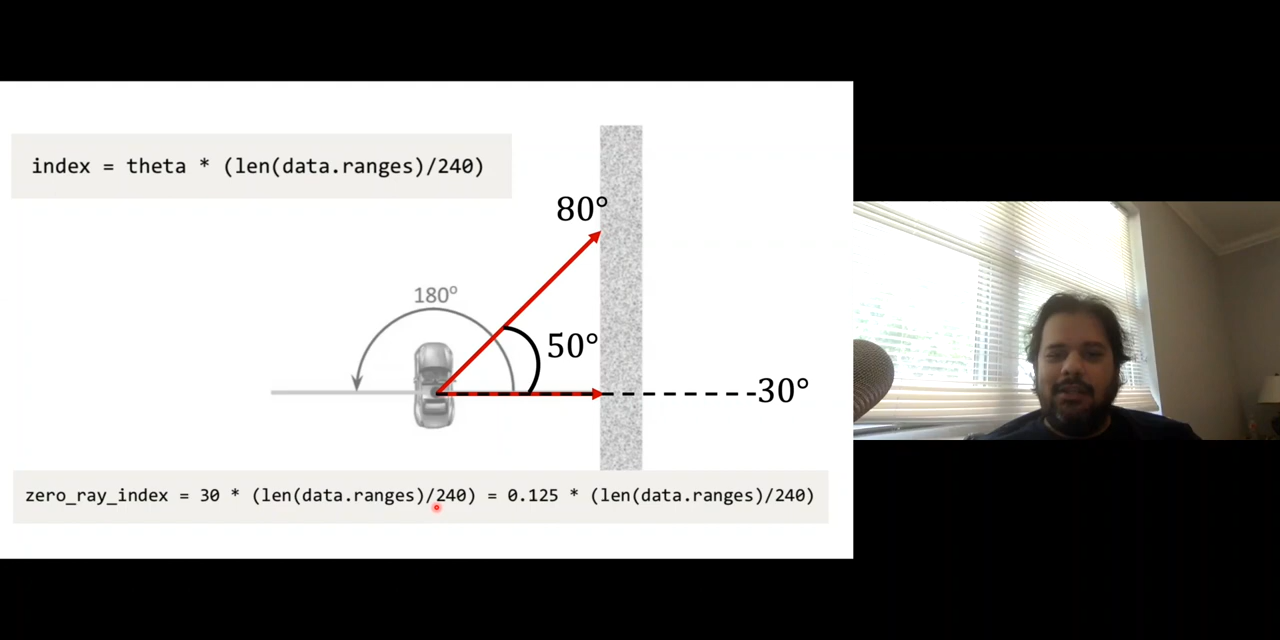 index = theta * (len(data.ranges)/240)
80°
180°
50°
30°
zero_ray_index = 30 * (len(data.ranges)/240) = 0.125 * (len(data.ranges)/240)